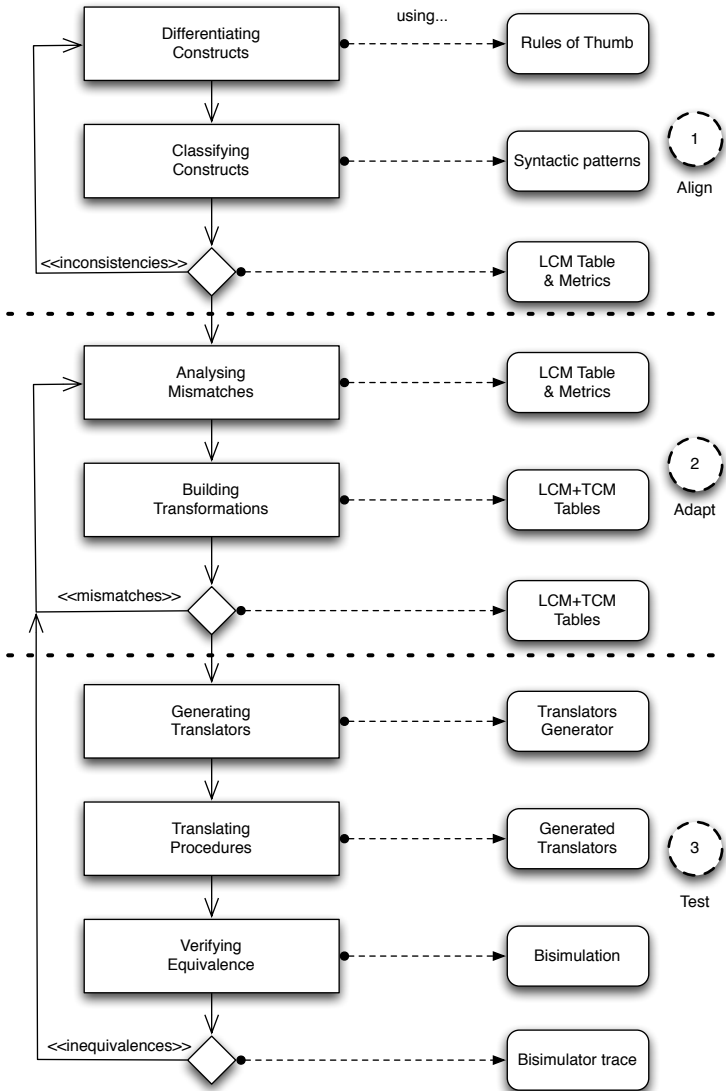 Differentiating
Constructs
using...
Rules of Thumb
Classifying
Constructs
Syntactic patterns
1
Align
<<inconsistencies>>
LCM Table
& Metrics
Analysing
Mismatches
LCM Table
& Metrics
2
Adapt
Building
Transformations
LCM+TCM
Tables
<<mismatches>>
LCM+TCM
Tables
Generating
Translators
Translators
Generator
Translating
Procedures
Generated
Translators
3
Test
Verifying
Equivalence
Bisimulation
<<inequivalences>>
Bisimulator trace